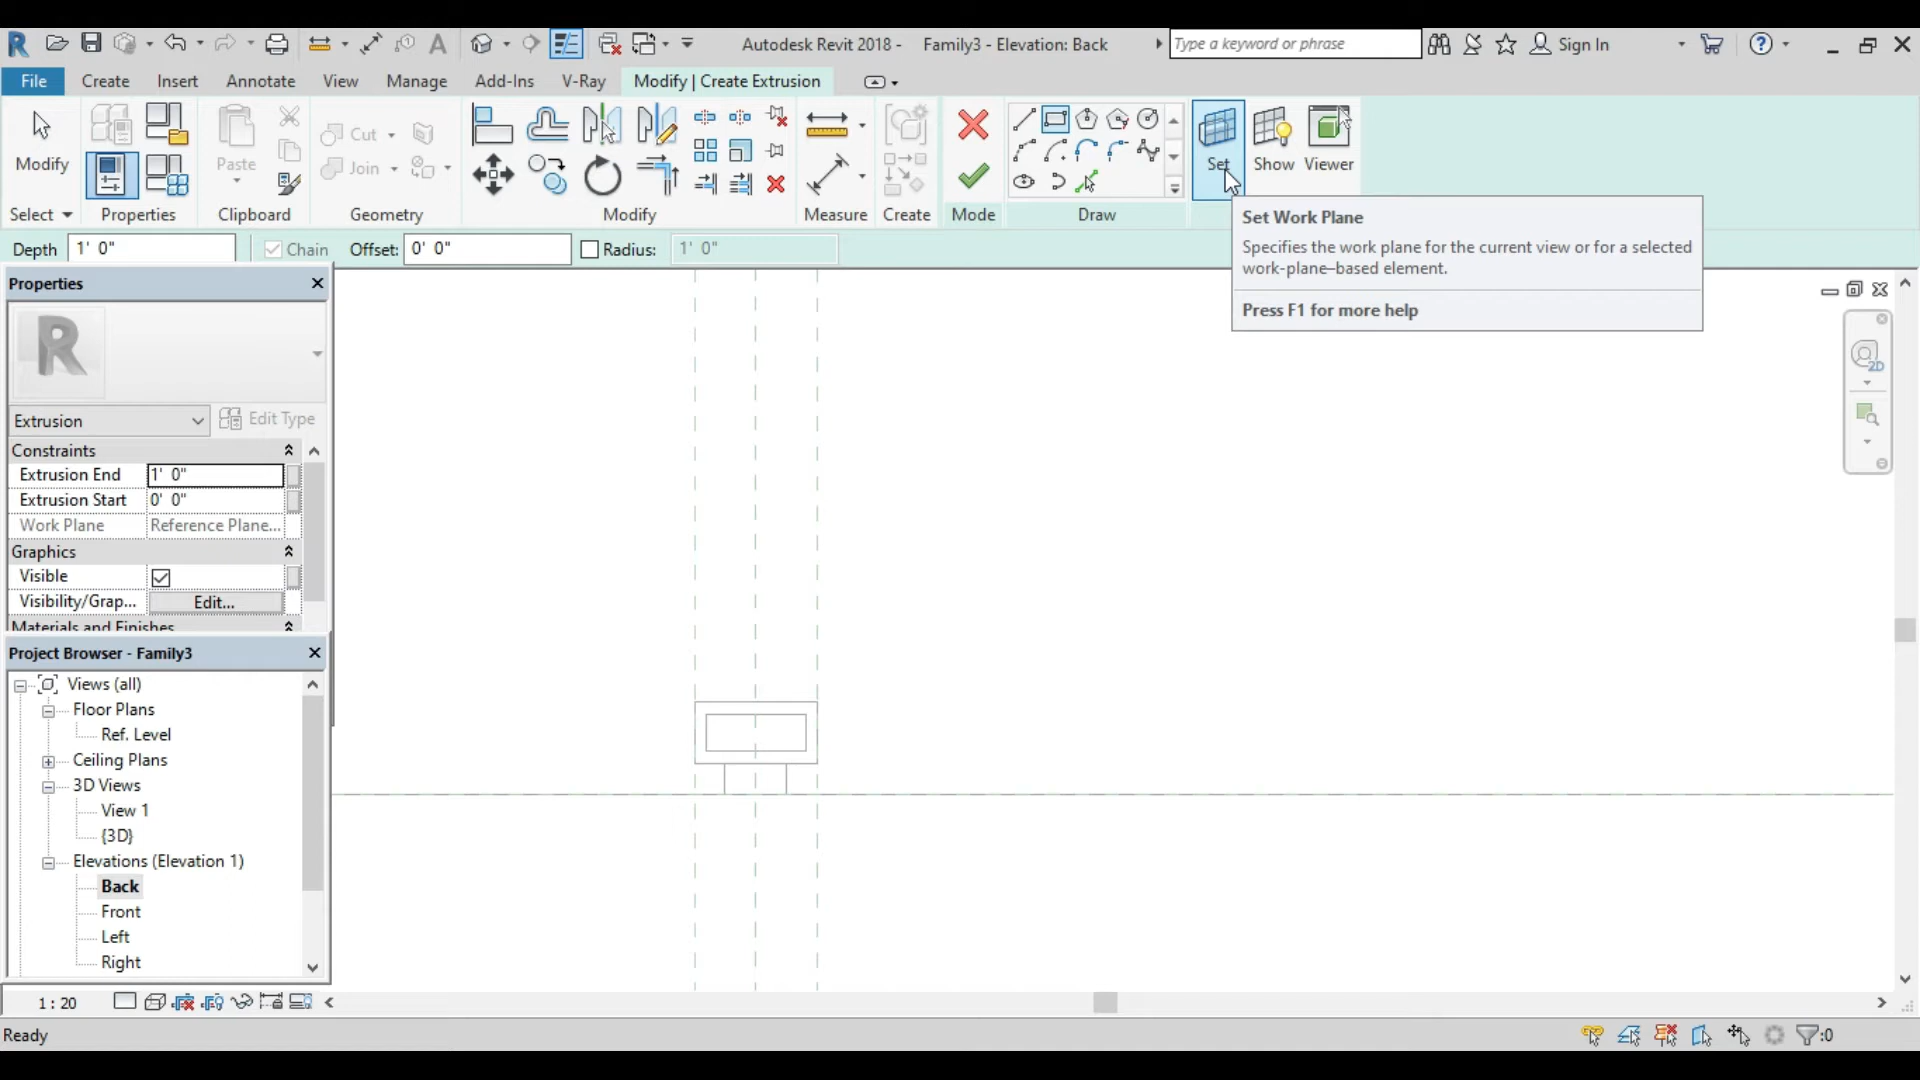 Autodesk Revit 2018 - Family3 - Elevation: Back
Type a keyword or phrase
Sign In
File Create Insert Annotate View Manage Add-Ins V-Ray Modify | Create Extrusion
Modify
Paste
Cut
Join
Set Show Viewer
Select Properties Clipboard Geometry Modify Measure Create Mode Draw
Set Work Plane
Specifies the work plane for the current view or for a selected
work-plane–based element.
Press F1 for more help
Depth 1' 0" Chain Offset: 0' 0" Radius: 1' 0"
Properties
R
Extrusion Edit Type
Constraints
Extrusion End 1' 0"
Extrusion Start 0' 0"
Work Plane Reference Plane...
Graphics
Visible
Visibility/Grap... Edit...
Materials and Finishes
Project Browser - Family3
Views (all)
Floor Plans
Ref. Level
Ceiling Plans
3D Views
View 1
{3D}
Elevations (Elevation 1)
Back
Front
Left
Right
2D
1 : 20
Ready
:0